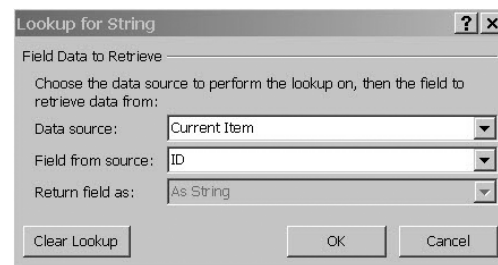 Lookup for String
Field Data to Retrieve
Choose the data source to perform the lookup on, then the field to
retrieve data from:
Data source: Current Item
Field from source: ID
Return field as: As String
Clear Lookup OK Cancel